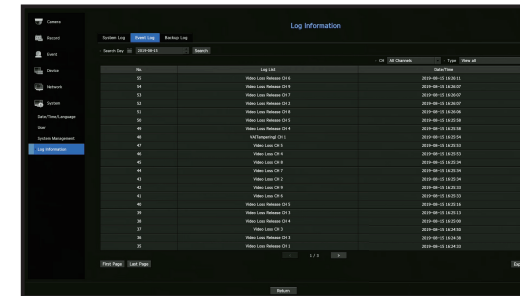 Log Information
Camera
Record
Event
Device
Network
System
Date/Time/Language
User
System Management
Log Information
System Log Event Log Backup Log
Search Day 2019-08-15 Search
CH All Channels Type View all
No. Log List Date/Time
55 Video Loss Release CH 6 2019-08-15 16:26:11
54 Video Loss Release CH 9 2019-08-15 16:26:07
53 Video Loss Release CH 7 2019-08-15 16:26:07
52 Video Loss Release CH 2 2019-08-15 16:26:07
51 Video Loss Release CH 8 2019-08-15 16:26:06
50 Video Loss Release CH 5 2019-08-15 16:25:58
49 Video Loss Release CH 4 2019-08-15 16:25:58
48 VA(Tampering) CH 1 2019-08-15 16:25:54
47 Video Loss CH 5 2019-08-15 16:25:53
46 Video Loss CH 4 2019-08-15 16:25:53
45 Video Loss CH 8 2019-08-15 16:25:34
44 Video Loss CH 7 2019-08-15 16:25:34
43 Video Loss CH 2 2019-08-15 16:25:34
42 Video Loss CH 9 2019-08-15 16:25:33
41 Video Loss CH 6 2019-08-15 16:25:33
40 Video Loss Release CH 5 2019-08-15 16:25:16
39 Video Loss Release CH 3 2019-08-15 16:25:13
38 Video Loss Release CH 4 2019-08-15 16:25:00
37 Video Loss CH 3 2019-08-15 16:24:50
36 Video Loss Release CH 3 2019-08-15 16:24:38
35 Video Loss Release CH 1 2019-08-15 16:24:33
1 / 3 >
First Page Last Page
Return